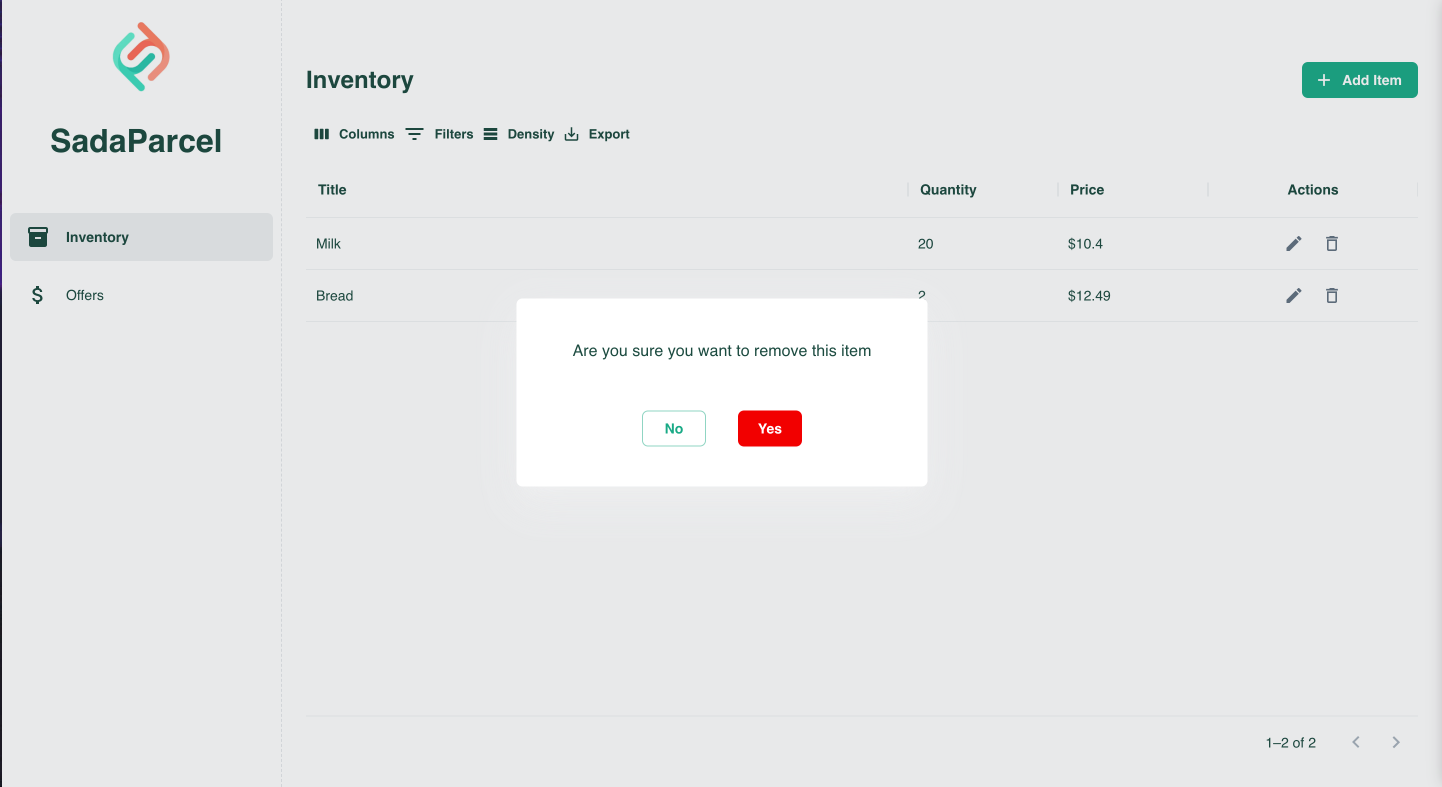 SadaParcel
Inventory
Offers
Inventory
Add Item
Columns Filters Density Export
Title Quantity Price Actions
Milk 20 $10.4
Bread 2 $12.49
Are you sure you want to remove this item
No Yes
1–2 of 2